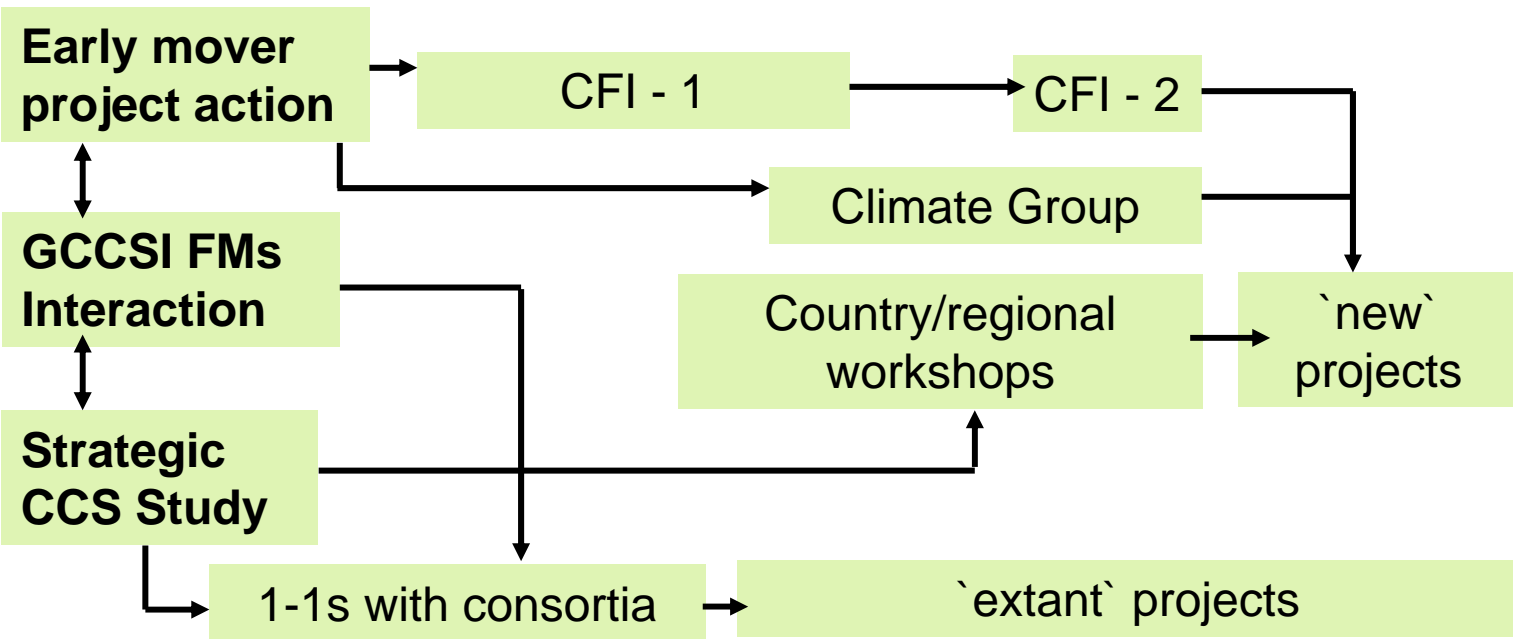 Early mover
project action
CFI - 1
CFI - 2
Climate Group
GCCSI FMs
Interaction
Country/regional
workshops
`new`
projects
Strategic
CCS Study
1-1s with consortia
`extant` projects